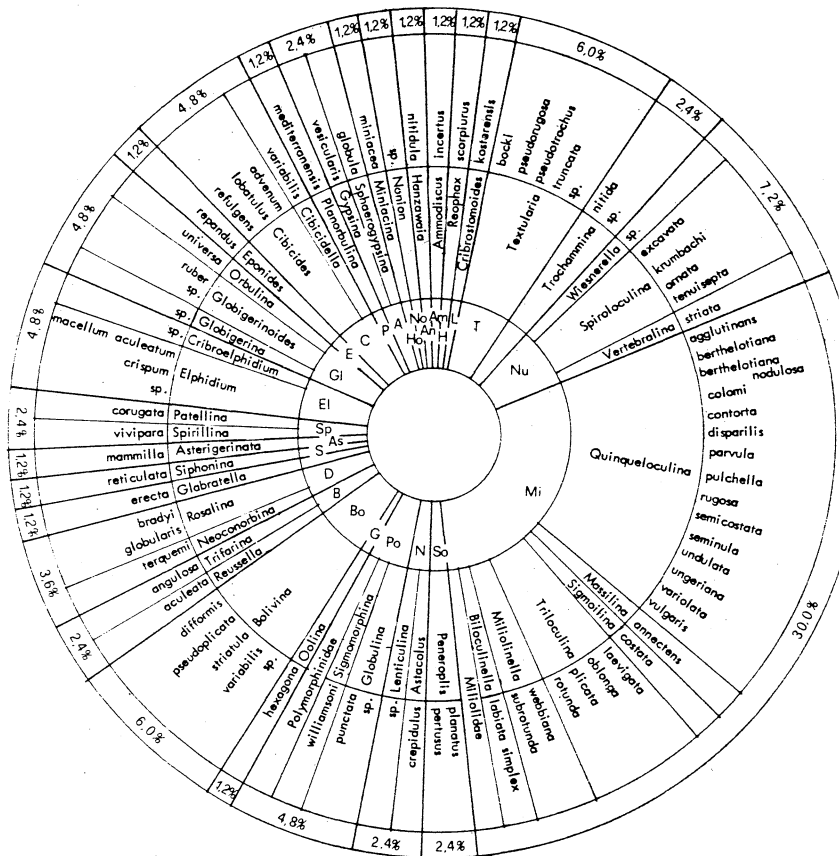 1,2%
2,4%
1,2%
1,2%
1,2%
1,2%
1,2%
1,2%
6,0%
2,4%
7,2%
30.0%
2,4%
2,4%
4,8%
1,2%
6.0%
2.4%
3.6%
1,2%
1,2%
1,2%
2.4%
4.8%
4.8%
1,2%
4.8%
mediterranensis
vesicularis
globula
miniacea
sp.
nitidula
incertus
scorpiurus
kostarensis
bocki
pseudorugosa
pseudotrochus
truncata
sp.
nitida
sp.
sp.
excavata
krumbachi
ornata
tenuisepta
striata
agglutinans
berthelotiana
berthelotiana
nodulosa
colomi
contorta
disparilis
parvula
pulchella
rugosa
semicostata
seminula
undulata
ungeriana
variolata
vulgaris
annectens
costata
laevigata
oblonga
plicata
rotunda
webbiana
subrotunda
simplex
labiata
Miliolidae
planatus
pertusus
crepidulus
sp.
sp.
punctata
williamsoni
Polymorphinidae
hexagona
sp.
variabilis
striatula
pseudoplicata
difformis
aculeata
angulosa
terquemi
globularis
bradyi
erecta
reticulata
mammilla
vivipara
corugata
sp.
crispum
macellum aculeatum
sp.
sp.
sp.
ruber
universa
repandus
refulgens
lobatulus
advenum
variabilis
Planorbulina
Gypsina
Sphaerogypsina
Miniacina
Nonion
Hanzawaia
Ammodiscus
Reophax
Cribrostomoides
Textularia
Trochammina
Wiesnerella
Spiroloculina
Vertebralina
Quinqueloculina
Massilina
Sigmoilina
Triloculina
Miliolinella
Biloculinella
Peneroplis
Astacolus
Lenticulina
Globulina
Sigmomorphina
Oolina
Bolivina
Reussella
Trifarina
Neoconorbina
Rosalina
Glabratella
Siphonina
Asterigerinata
Spirillina
Patellina
Elphidium
Cribroelphidium
Globigerina
Globigerinoides
Orbulina
Eponides
Cibicides
Cibicidella
P
A
No
Ho
An
Am
H
L
T
Nu
Mi
So
N
Po
G
Bo
B
D
S
As
Sp
El
Gl
E
C